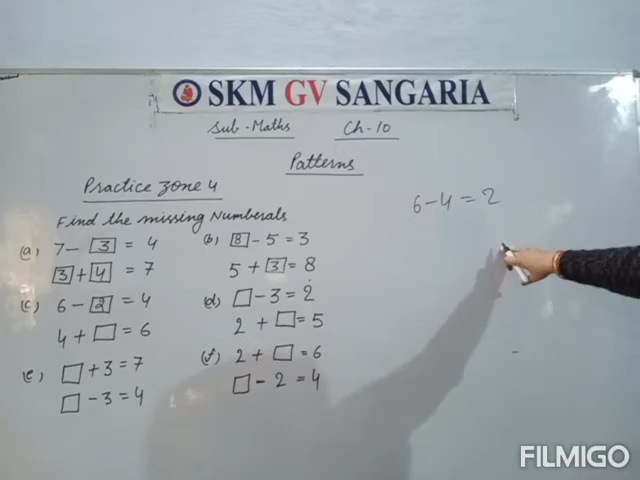 SKM GV SANGARIA
Sub - Maths Ch-10
Patterns
Practice Zone 4
6 - 4 = 2
Find the missing Numberals
(a) 7 - 3 = 4
3 + 4 = 7
(b) 8 - 5 = 3
5 + 3 = 8
(c) 6 - 2 = 4
4 + □ = 6
(d) □ - 3 = 2
2 + □ = 5
(e) □ + 3 = 7
□ - 3 = 4
(f) 2 + □ = 6
□ - 2 = 4
FILMIGO